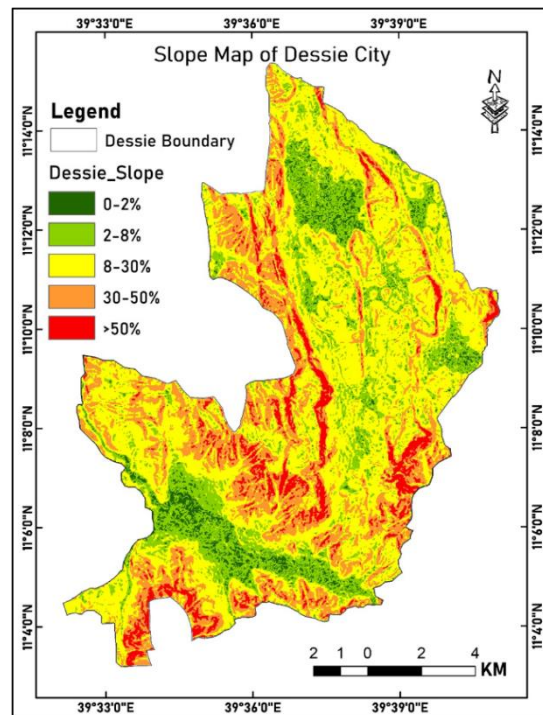 39°33'0"E 39°36'0"E 39°39'0"E
Slope Map of Dessie City
N
Legend
Dessie Boundary
Dessie_Slope
0-2%
2-8%
8-30%
30-50%
>50%
11°14'0"N
11°12'0"N
11°10'0"N
11°8'0"N
11°6'0"N
11°4'0"N
11°14'0"N
11°12'0"N
11°10'0"N
11°8'0"N
11°6'0"N
11°4'0"N
2 1 0 2 4
KM
39°33'0"E 39°36'0"E 39°39'0"E